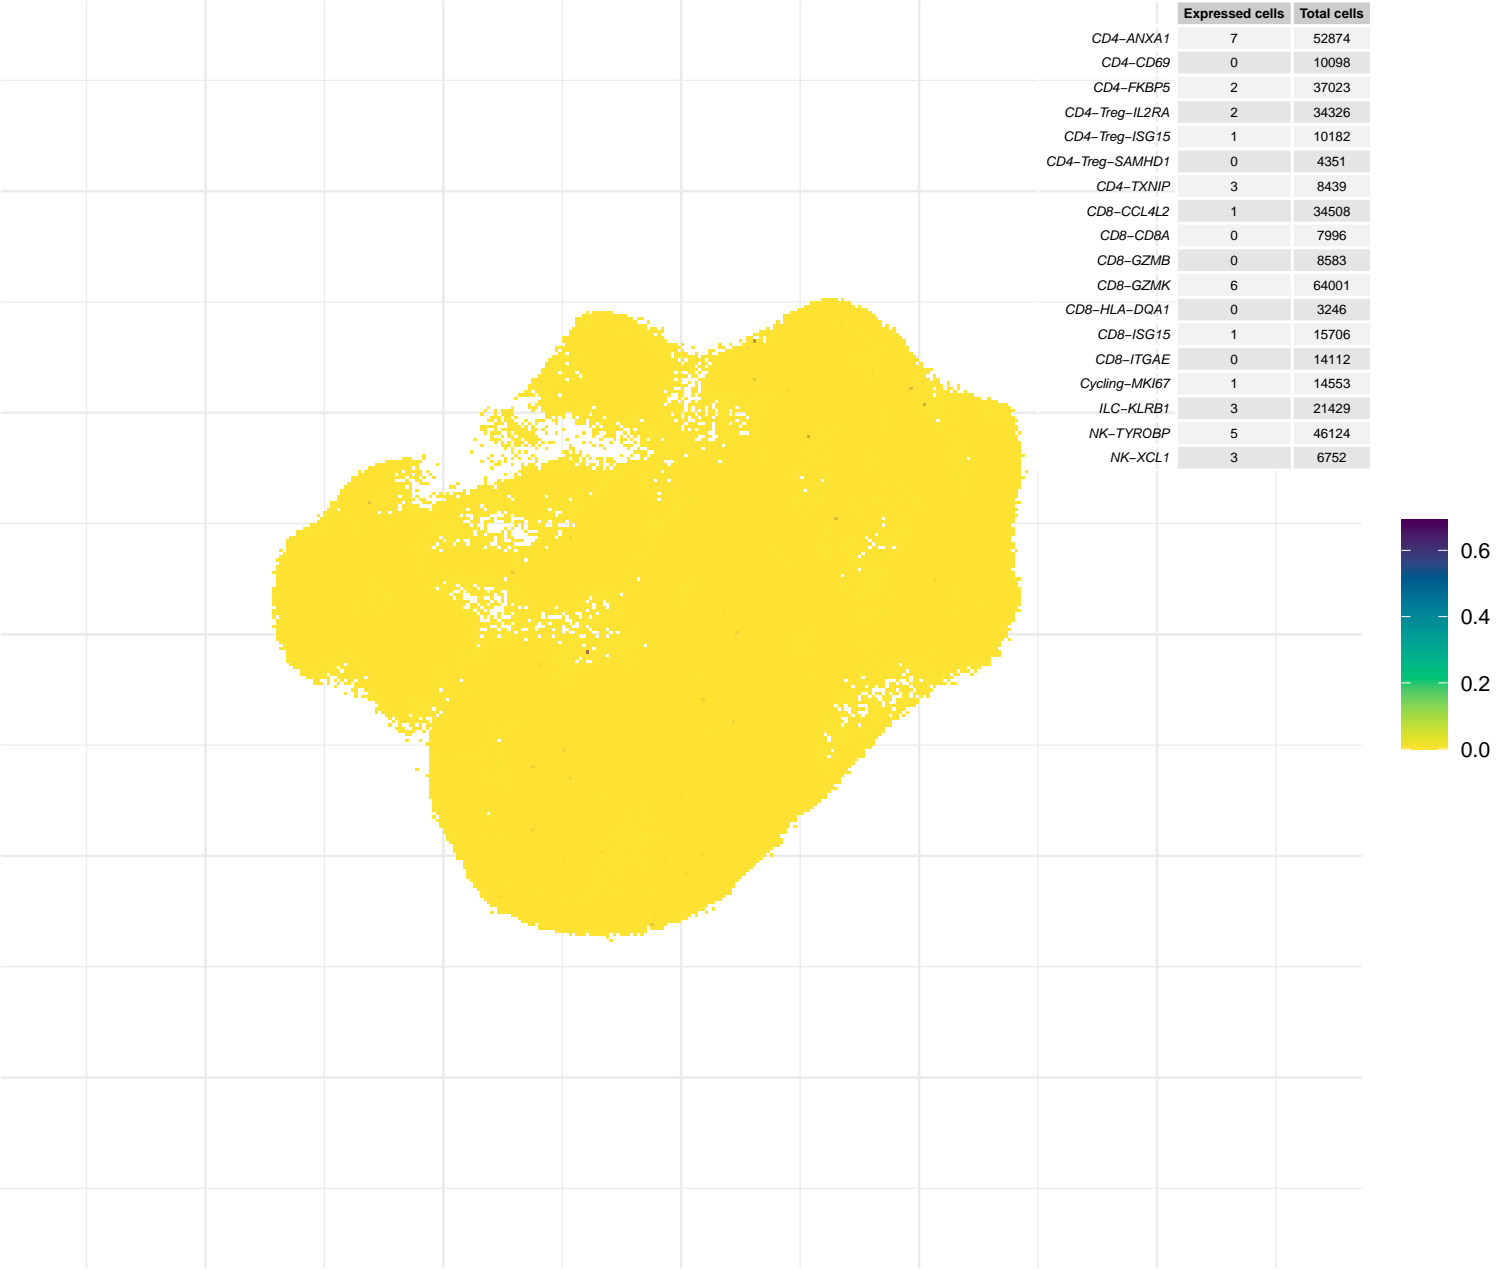 Expressed cells Total cells
CD4−ANXA1 7 52874
CD4−CD69 0 10098
CD4−FKBP5 2 37023
CD4−Treg−IL2RA 2 34326
CD4−Treg−ISG15 1 10182
CD4−Treg−SAMHD1 0 4351
CD4−TXNIP 3 8439
CD8−CCL4L2 1 34508
CD8−CD8A 0 7996
CD8−GZMB 0 8583
CD8−GZMK 6 64001
CD8−HLA−DQA1 0 3246
CD8−ISG15 1 15706
CD8−ITGAE 0 14112
Cycling−MKI67 1 14553
ILC−KLRB1 3 21429
NK−TYROBP 5 46124
NK−XCL1 3 6752
0.6
0.4
0.2
0.0